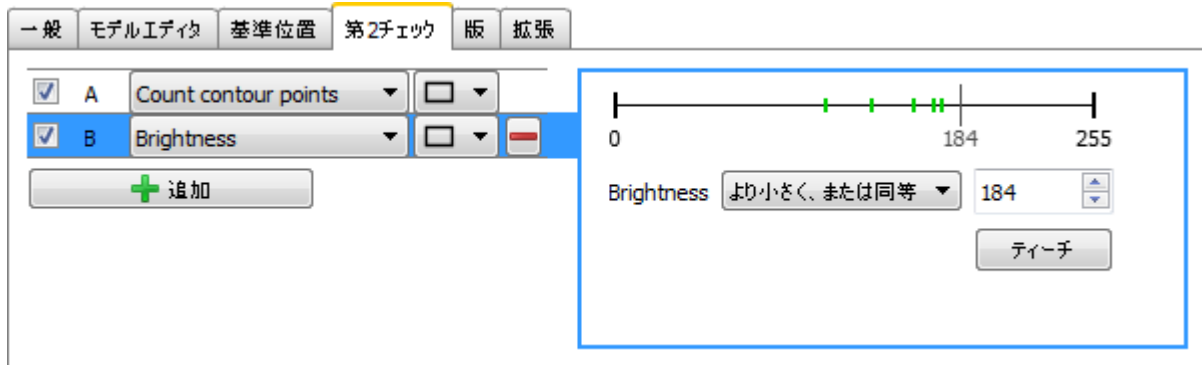 一般 モデルエディタ 基準位置 第2チェック 版 拡張
A Count contour points
B Brightness
追加
0 184 255
Brightness より小さく、または同等 184
ティーチ